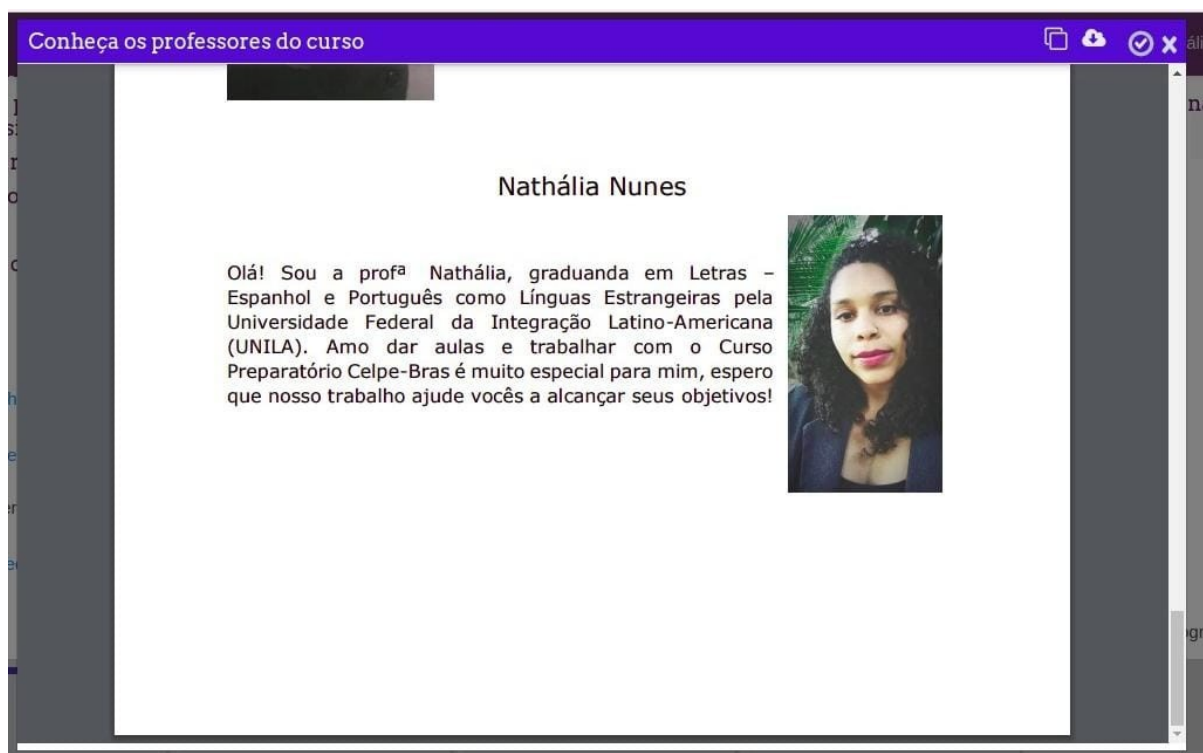 Conheça os professores do curso
Nathália Nunes
Olá! Sou a profª Nathália, graduanda em Letras –
Espanhol e Português como Línguas Estrangeiras pela
Universidade Federal da Integração Latino-Americana
(UNILA). Amo dar aulas e trabalhar com o Curso
Preparatório Celpe-Bras é muito especial para mim, espero
que nosso trabalho ajude vocês a alcançar seus objetivos!